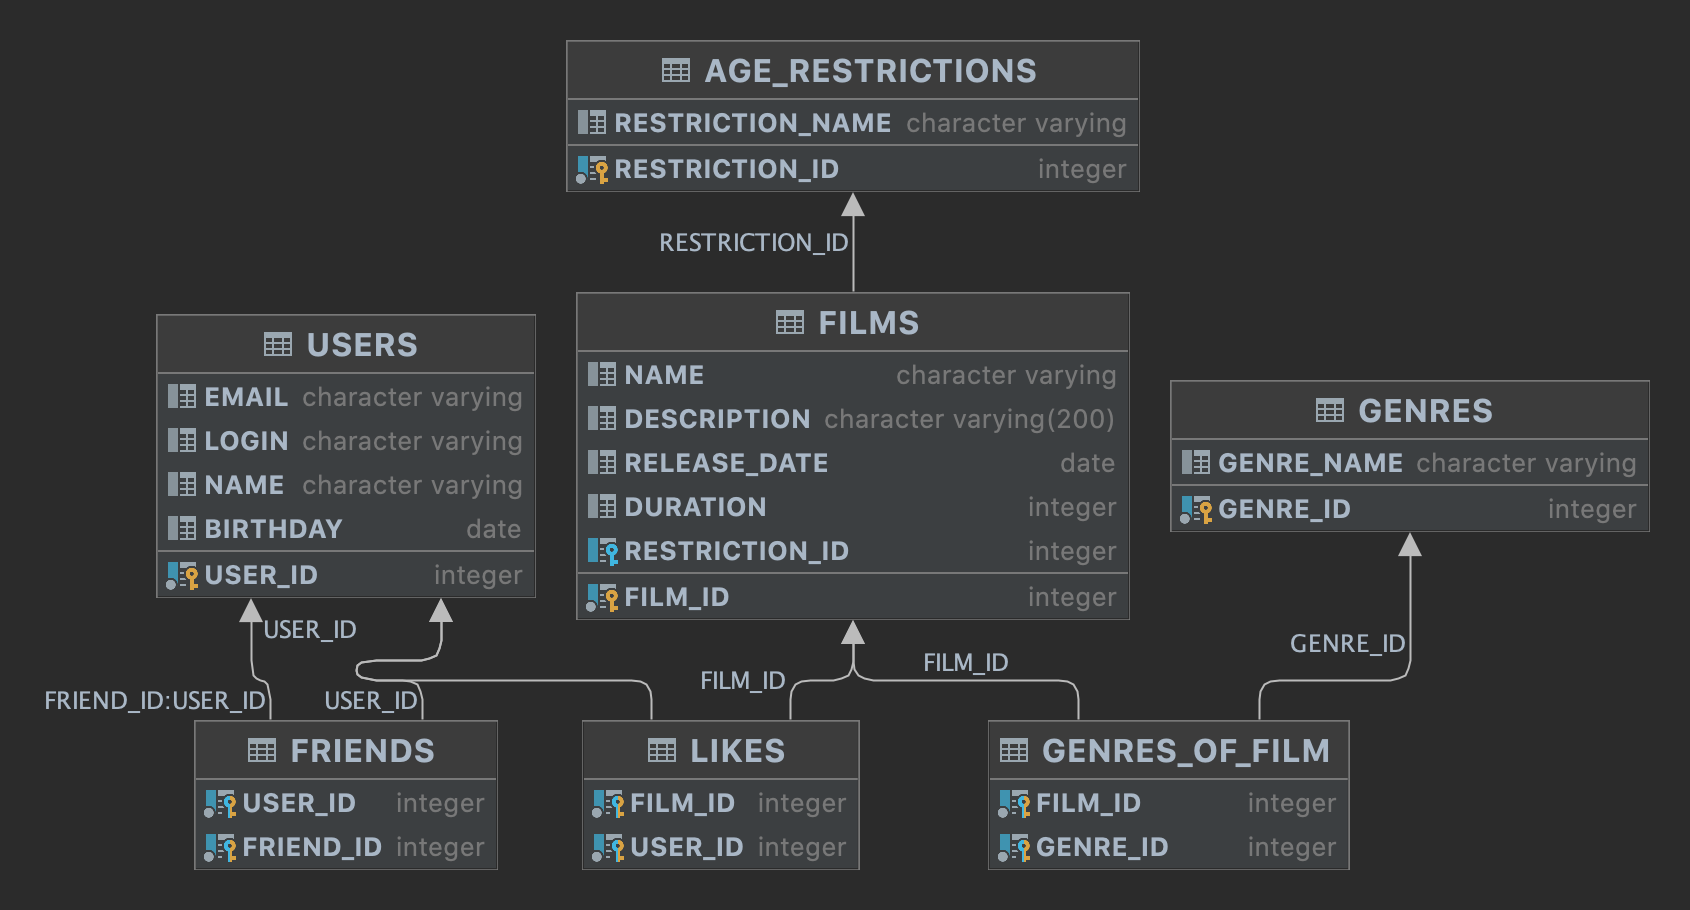 AGE_RESTRICTIONS
RESTRICTION_NAME character varying
RESTRICTION_ID integer
RESTRICTION_ID
USERS
EMAIL character varying
LOGIN character varying
NAME character varying
BIRTHDAY date
USER_ID integer
FILMS
NAME character varying
DESCRIPTION character varying(200)
RELEASE_DATE date
DURATION integer
RESTRICTION_ID integer
FILM_ID integer
GENRES
GENRE_NAME character varying
GENRE_ID integer
USER_ID
FRIEND_ID:USER_ID
USER_ID
FILM_ID
FILM_ID
GENRE_ID
FRIENDS
USER_ID integer
FRIEND_ID integer
LIKES
FILM_ID integer
USER_ID integer
GENRES_OF_FILM
FILM_ID integer
GENRE_ID integer